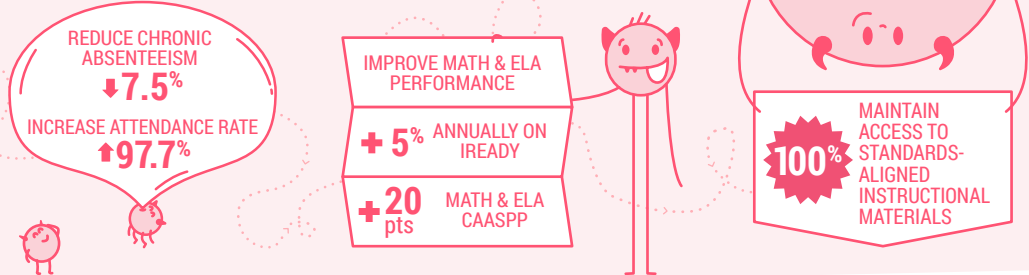 REDUCE CHRONIC
ABSENTEEISM
7.5%
INCREASE ATTENDANCE RATE
97.7%
IMPROVE MATH & ELA
PERFORMANCE
+ 5% ANNUALLY ON
IREADY
+20
pts
MATH & ELA
CAASPP
100%
MAINTAIN
ACCESS TO
STANDARDS-
ALIGNED
INSTRUCTIONAL
MATERIALS